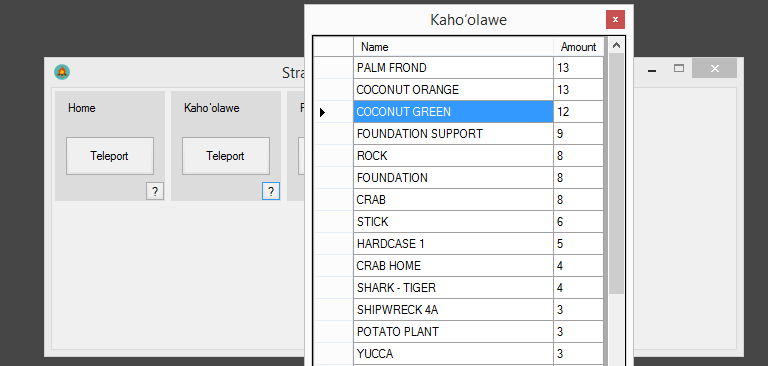 Kaho'olawe
x
Stra
Home
Kaho'olawe
Teleport
Teleport
?
?
Name Amount
PALM FROND 13
COCONUT ORANGE 13
COCONUT GREEN 12
FOUNDATION SUPPORT 9
ROCK 8
FOUNDATION 8
CRAB 8
STICK 6
HARDCASE 1 5
CRAB HOME 4
SHARK - TIGER 4
SHIPWRECK 4A 3
POTATO PLANT 3
YUCCA 3